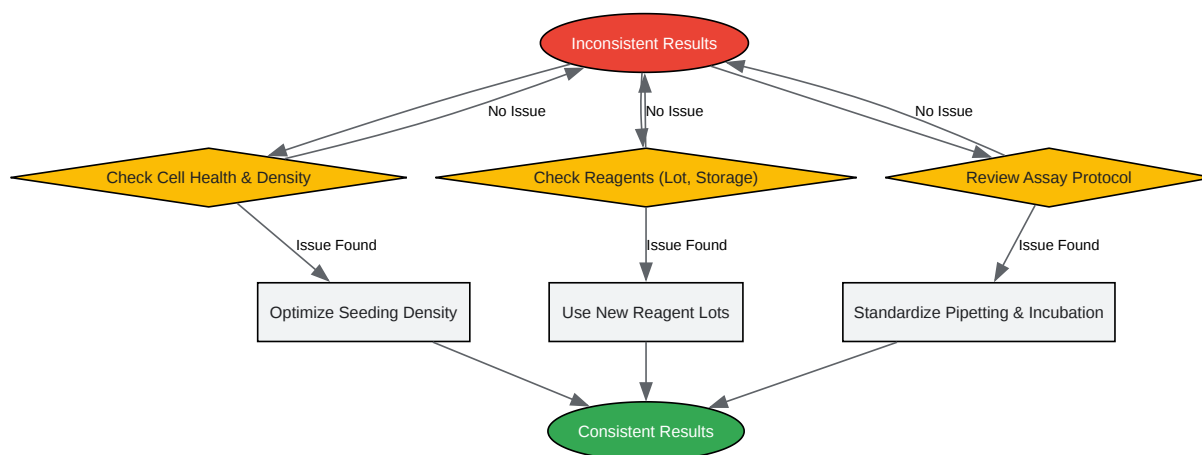 Inconsistent Results
No Issue
No Issue
No Issue
Check Cell Health & Density
Check Reagents (Lot, Storage)
Review Assay Protocol
Issue Found
Issue Found
Issue Found
Optimize Seeding Density
Use New Reagent Lots
Standardize Pipetting & Incubation
Consistent Results